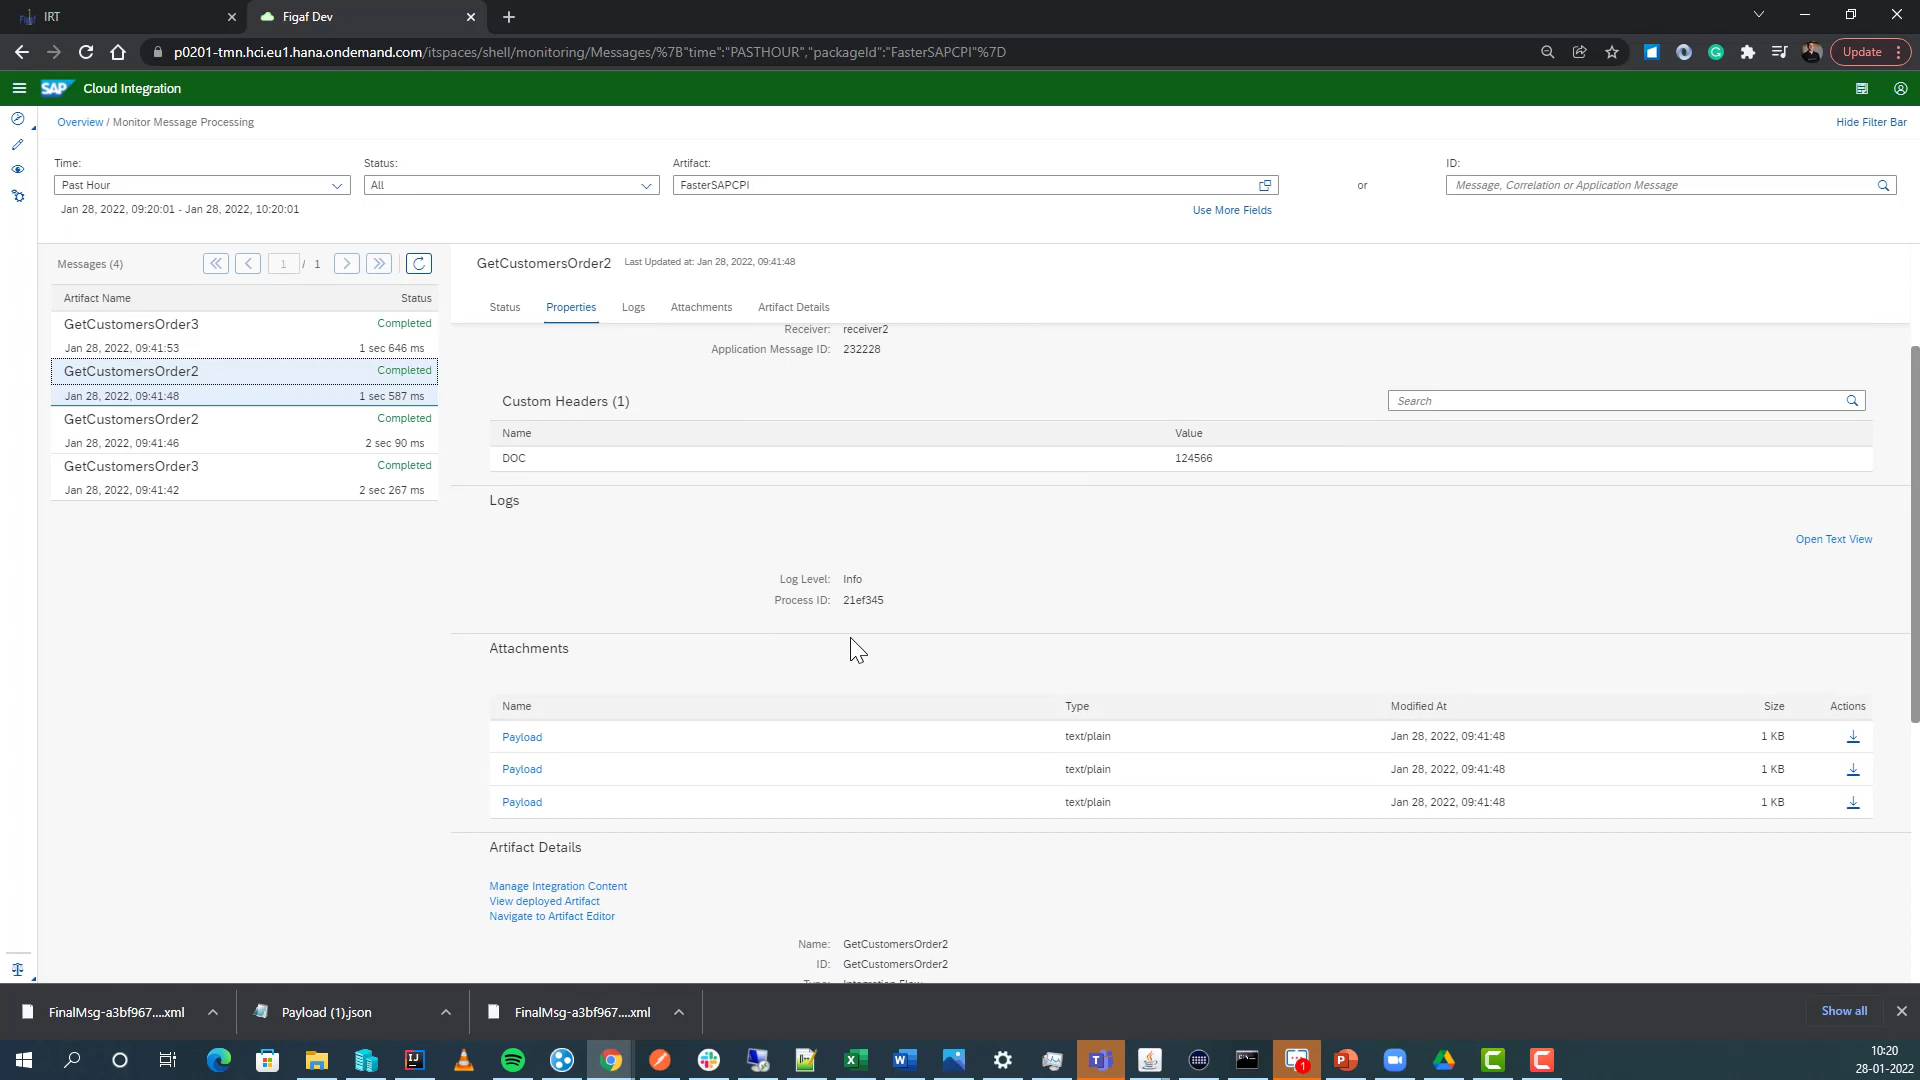 IRT
Figaf Dev
p0201-tmn.hci.eu1.hana.ondemand.com/itspaces/shell/monitoring/Messages/%7B"time":"PASTHOUR","packageId":"FasterSAPCPI"%7D
Update
SAP Cloud Integration
Overview / Monitor Message Processing
Hide Filter Bar
Time:
Status:
Artifact:
ID:
Past Hour
All
FasterSAPCPI
or
Message, Correlation or Application Message
Jan 28, 2022, 09:20:01 - Jan 28, 2022, 10:20:01
Use More Fields
Messages (4)
1 / 1
Artifact Name Status
GetCustomersOrder3 Completed
Jan 28, 2022, 09:41:53 1 sec 646 ms
GetCustomersOrder2 Completed
Jan 28, 2022, 09:41:48 1 sec 587 ms
GetCustomersOrder2 Completed
Jan 28, 2022, 09:41:46 2 sec 90 ms
GetCustomersOrder3 Completed
Jan 28, 2022, 09:41:42 2 sec 267 ms
GetCustomersOrder2 Last Updated at: Jan 28, 2022, 09:41:48
Status Properties Logs Attachments Artifact Details
Receiver: receiver2
Application Message ID: 232228
Custom Headers (1)
Search
Name Value
DOC 124566
Logs
Open Text View
Log Level: Info
Process ID: 21ef345
Attachments
Name Type Modified At Size Actions
Payload text/plain Jan 28, 2022, 09:41:48 1 KB
Payload text/plain Jan 28, 2022, 09:41:48 1 KB
Payload text/plain Jan 28, 2022, 09:41:48 1 KB
Artifact Details
Manage Integration Content
View deployed Artifact
Navigate to Artifact Editor
Name: GetCustomersOrder2
ID: GetCustomersOrder2
Type: Integration Flow
FinalMsg-a3bf967....xml
Payload (1).json
FinalMsg-a3bf967....xml
Show all
10:20
28-01-2022